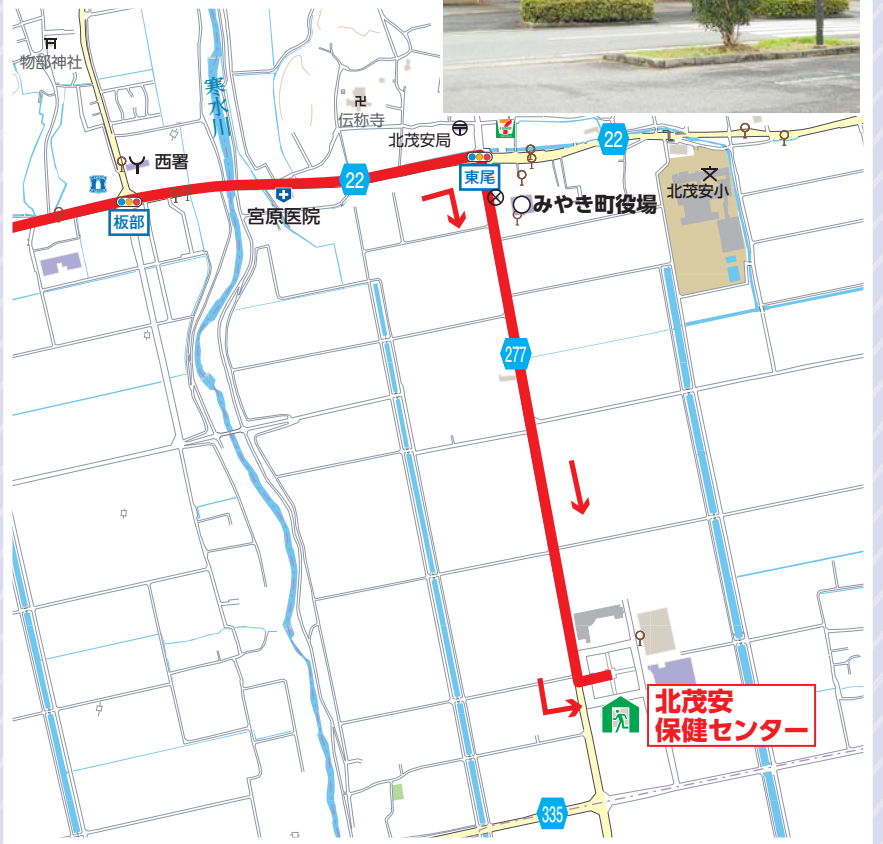 物部神社
寒水川
卍
伝称寺
北茂安局
7
22
22
西署
東尾
北茂安小
みやき町役場
宮原医院
板部
277
北茂安
保健センター
335